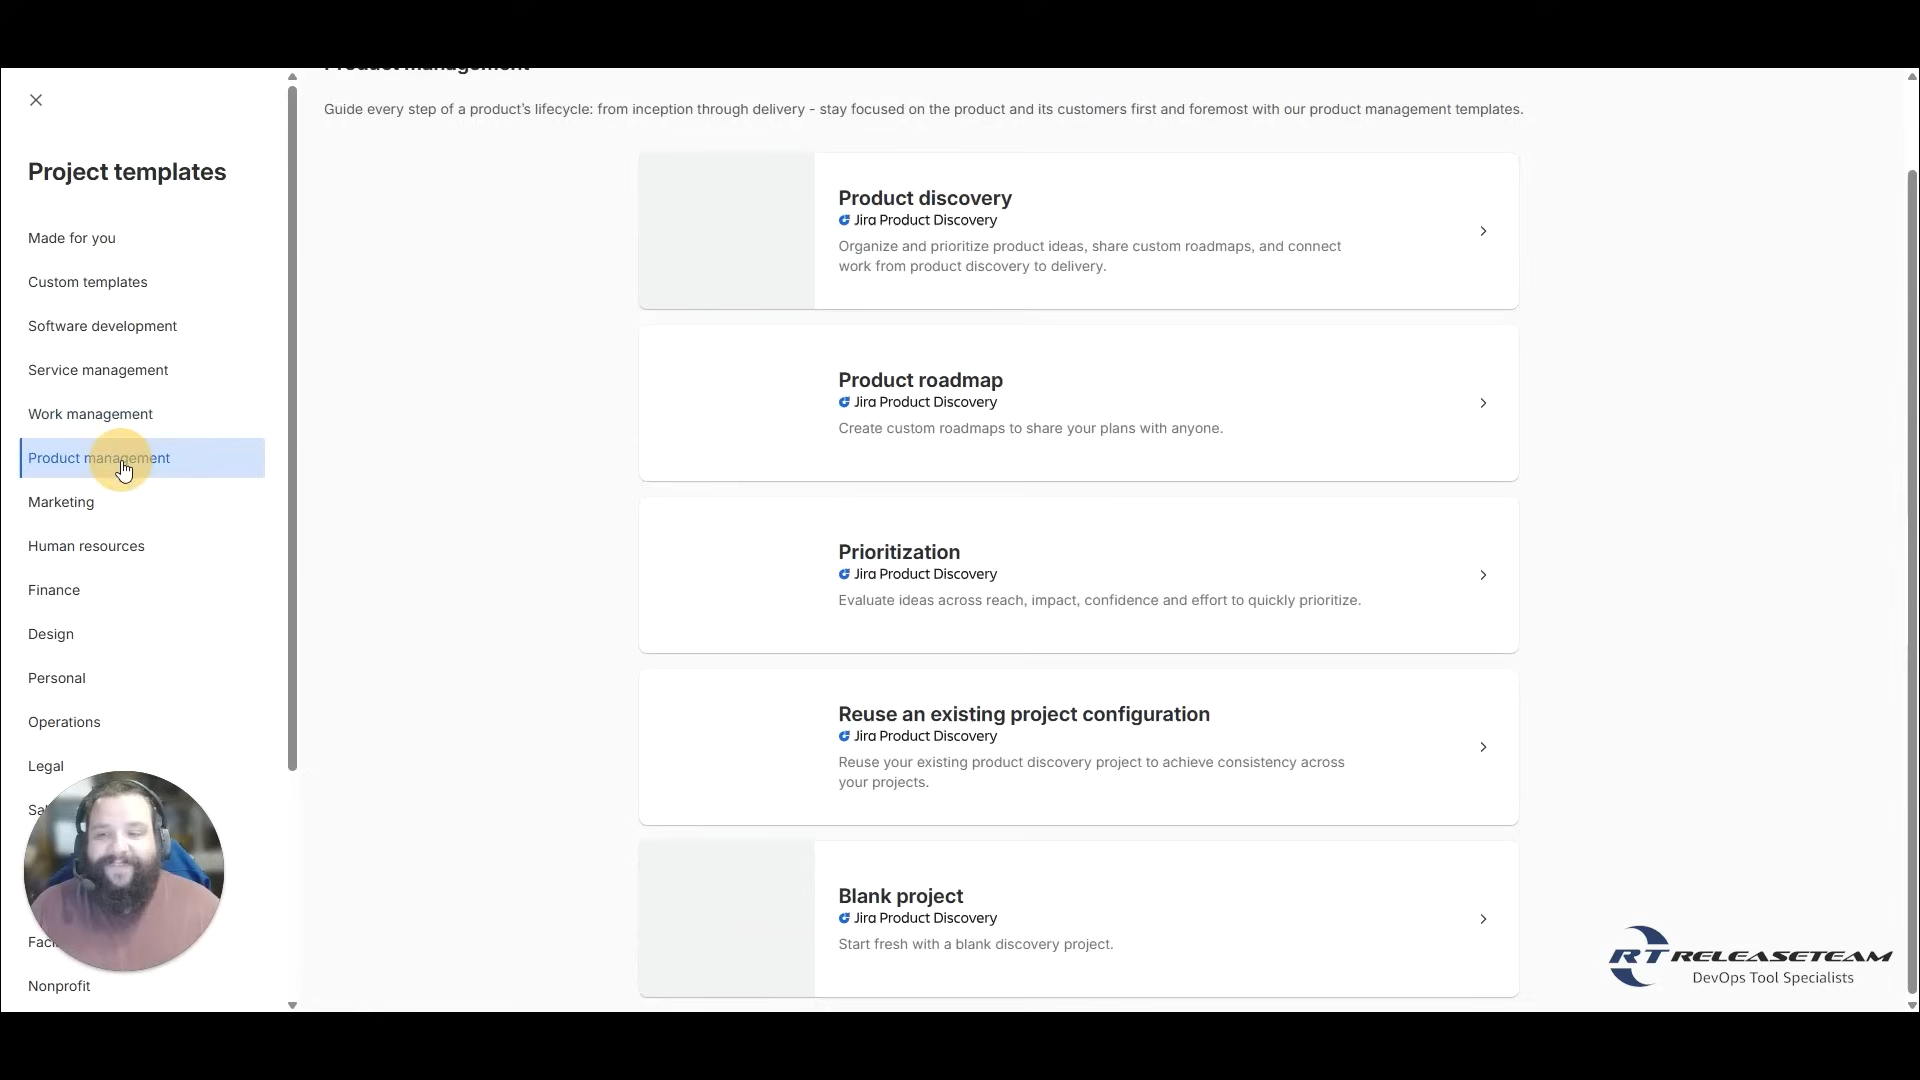 Product management
Guide every step of a product's lifecycle: from inception through delivery - stay focused on the product and its customers first and foremost with our product management templates.
Project templates
Made for you
Custom templates
Software development
Service management
Work management
Product management
Marketing
Human resources
Finance
Design
Personal
Operations
Legal
Sa
Faci
Nonprofit
Product discovery
Jira Product Discovery
Organize and prioritize product ideas, share custom roadmaps, and connect
work from product discovery to delivery.
Product roadmap
Jira Product Discovery
Create custom roadmaps to share your plans with anyone.
Prioritization
Jira Product Discovery
Evaluate ideas across reach, impact, confidence and effort to quickly prioritize.
Reuse an existing project configuration
Jira Product Discovery
Reuse your existing product discovery project to achieve consistency across
your projects.
Blank project
Jira Product Discovery
Start fresh with a blank discovery project.
RT RELEASETEAM
DevOps Tool Specialists